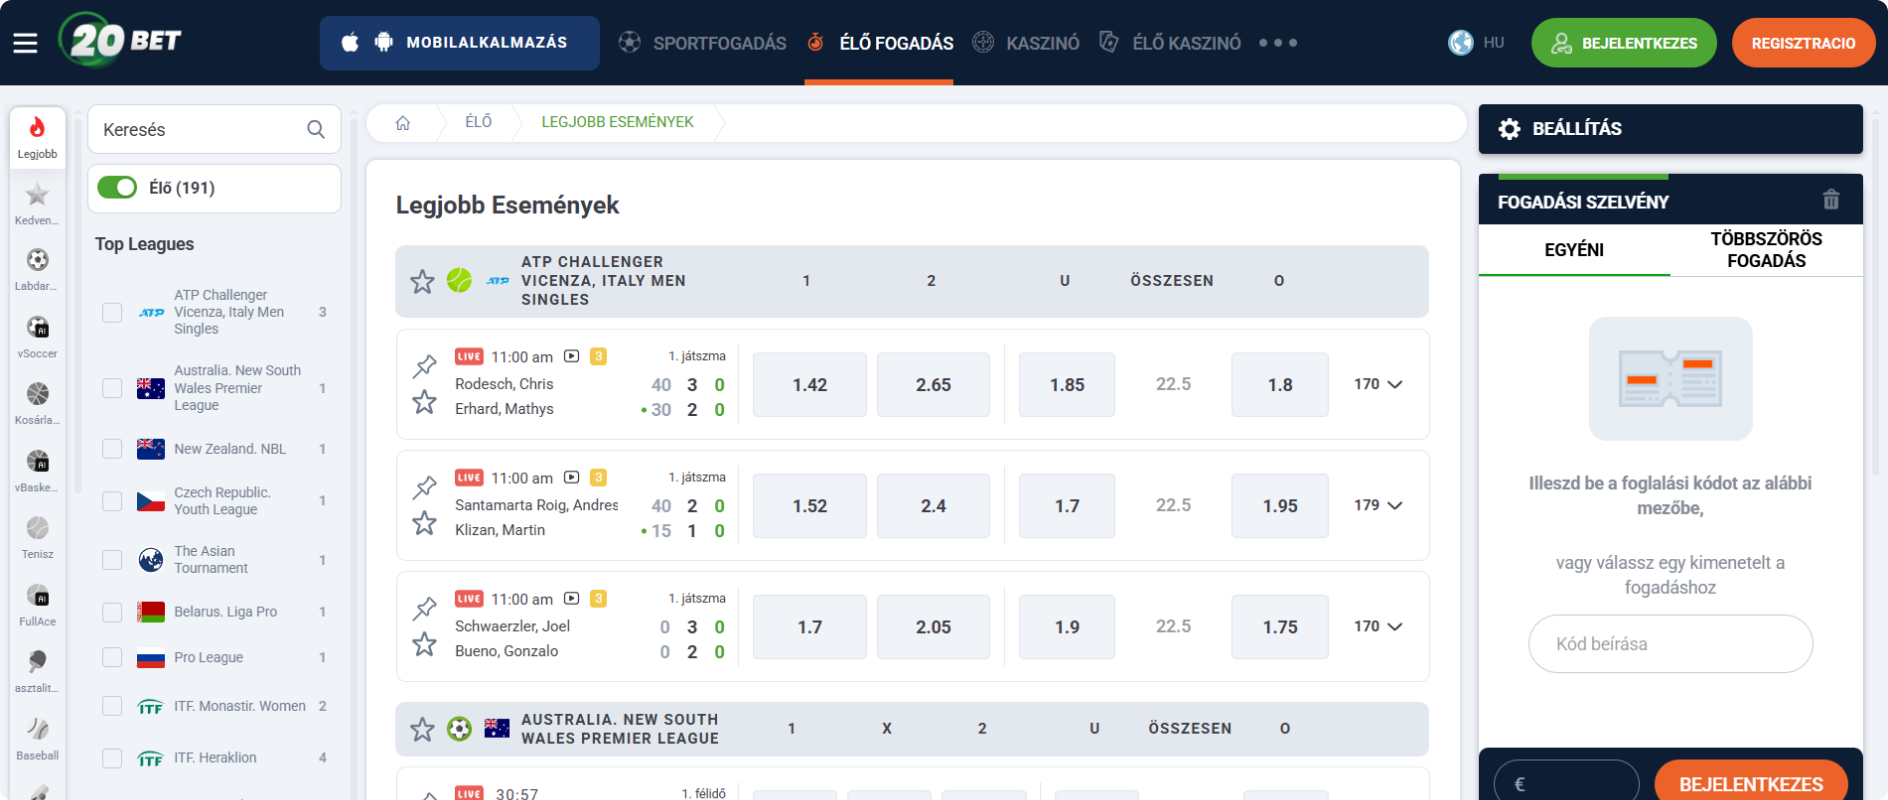 20 BET
MOBILALKALMAZÁS
SPORTFOGADÁS
ÉLŐ FOGADÁS
KASZINÓ
ÉLŐ KASZINÓ
HU
BEJELENTKEZES
REGISZTRACIO
Legjobb
Kedven...
Labdar...
AI
vSoccer
Kosárla...
AI
vBaske...
Tenisz
AI
FullAce
asztalit...
Baseball
Keresés
Élő (191)
Top Leagues
ATP
ATP Challenger
Vicenza, Italy Men
Singles
3
Australia. New South
Wales Premier
League
1
New Zealand. NBL
1
Czech Republic.
Youth League
1
The Asian
Tournament
1
Belarus. Liga Pro
1
Pro League
1
ITF
ITF. Monastir. Women
2
ITF
ITF. Heraklion
4
ÉLŐ
LEGJOBB ESEMÉNYEK
Legjobb Események
ATP
ATP CHALLENGER
VICENZA, ITALY MEN
SINGLES
1 2 U ÖSSZESEN O
LIVE 11:00 am 3 1. játszma
Rodesch, Chris 40 3 0
Erhard, Mathys 30 2 0
1.42 2.65 1.85 22.5 1.8 170
LIVE 11:00 am 3 1. játszma
Santamarta Roig, Andres 40 2 0
Klizan, Martin 15 1 0
1.52 2.4 1.7 22.5 1.95 179
LIVE 11:00 am 3 1. játszma
Schwaerzler, Joel 0 3 0
Bueno, Gonzalo 0 2 0
1.7 2.05 1.9 22.5 1.75 170
AUSTRALIA. NEW SOUTH
WALES PREMIER LEAGUE
1 X 2 U ÖSSZESEN O
LIVE 30:57 1. félidő
BEÁLLÍTÁS
FOGADÁSI SZELVÉNY
EGYÉNI
TÖBBSZÖRÖS
FOGADÁS
Illeszd be a foglalási kódot az alábbi
mezőbe,
vagy válassz egy kimenetelt a
fogadáshoz
Kód beírása
€
BEJELENTKEZES